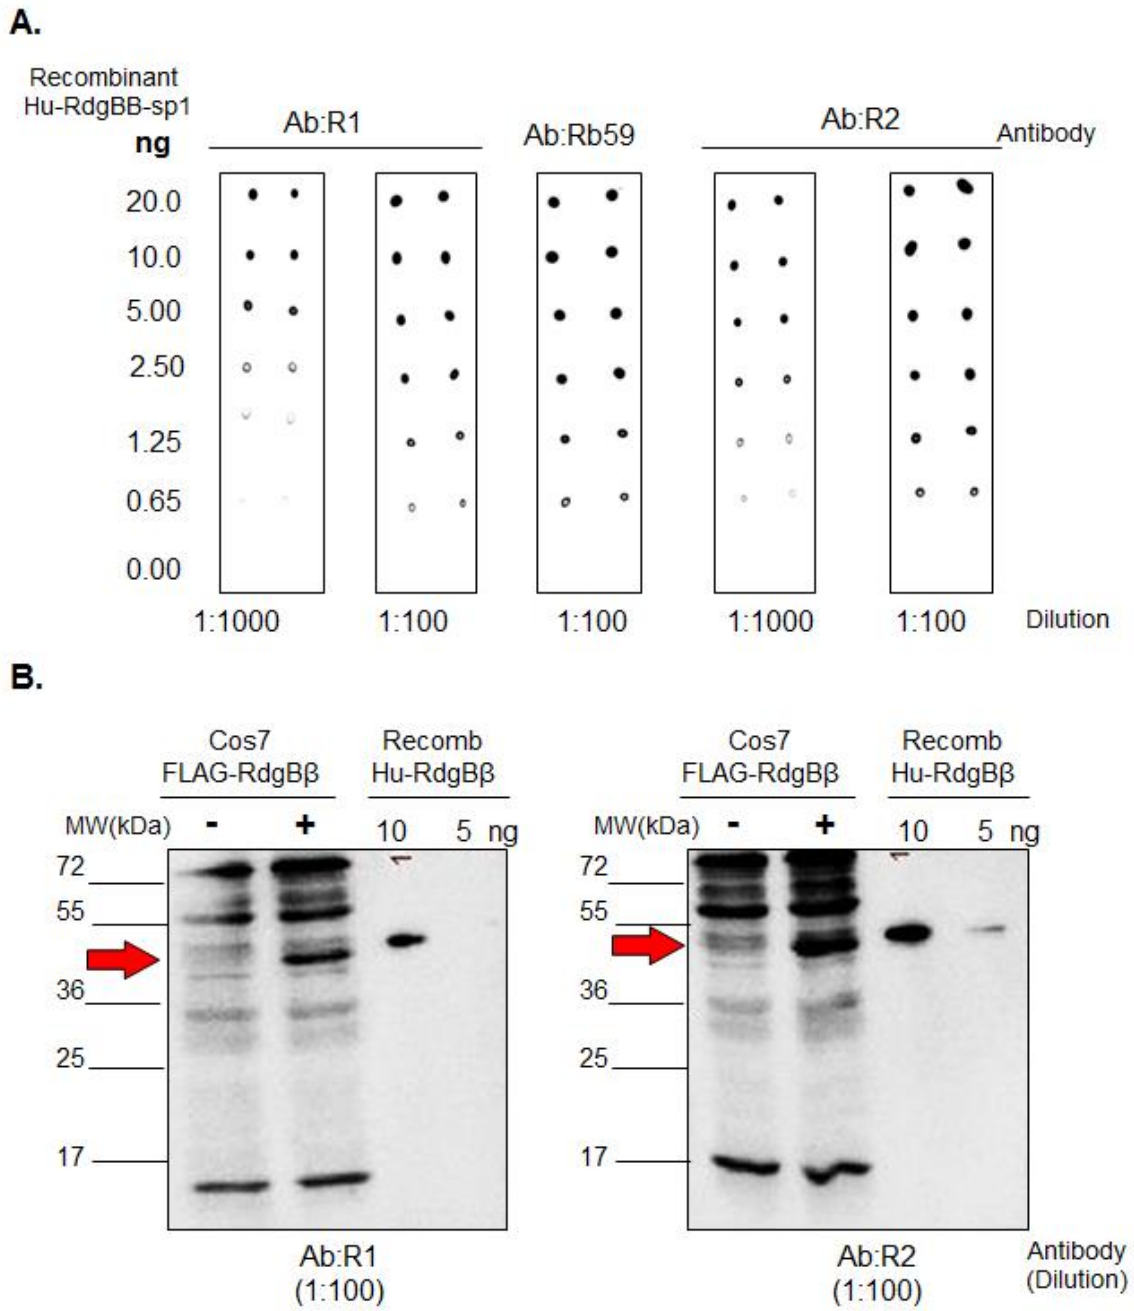 A.
Recombinant
Hu-RdgBB-sp1
ng
Ab:R1
Ab:Rb59
Ab:R2
Antibody
20.0
10.0
5.00
2.50
1.25
0.65
0.00
1:1000
1:100
1:100
1:1000
1:100
Dilution
B.
Cos7
FLAG-RdgBβ
Recomb
Hu-RdgBβ
MW(kDa)
-
+
10
5 ng
72
55
36
25
17
Ab:R1
(1:100)
Cos7
FLAG-RdgBβ
Recomb
Hu-RdgBβ
MW(kDa)
-
+
10
5 ng
72
55
36
25
17
Ab:R2
(1:100)
Antibody
(Dilution)